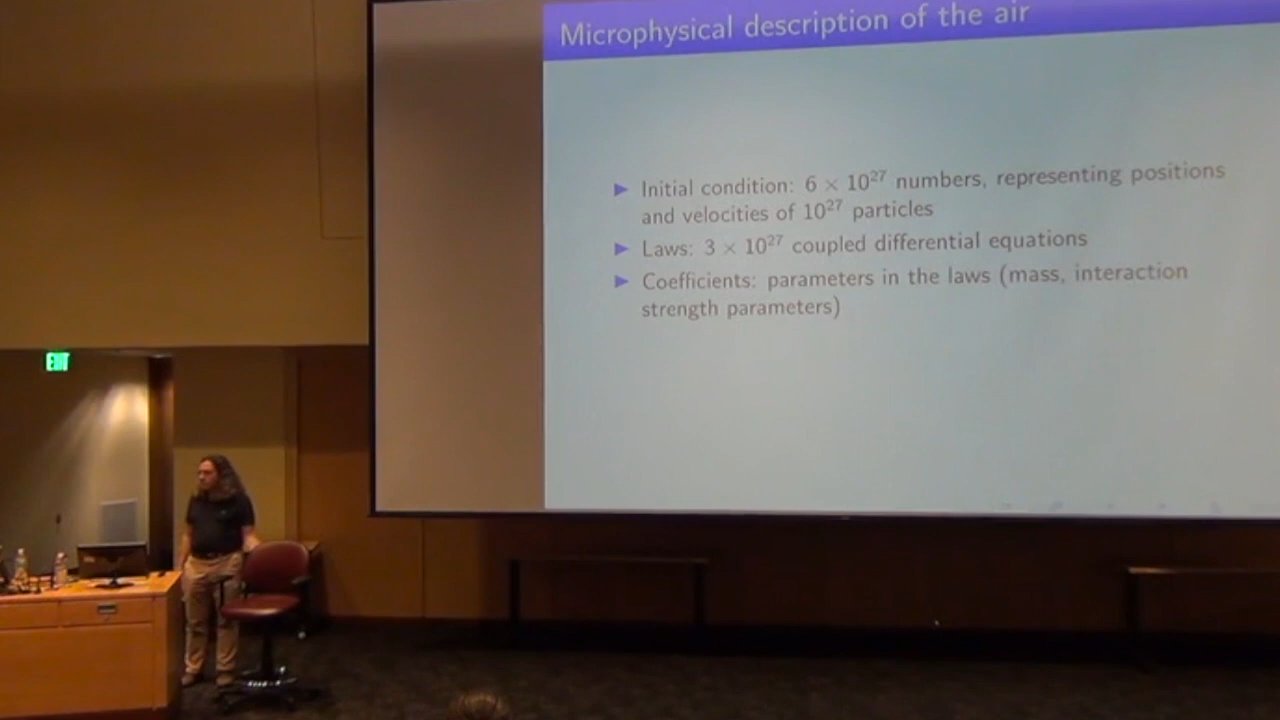 Microphysical description of the air
▶ Initial condition: 6 × 10²⁷ numbers, representing positions
and velocities of 10²⁷ particles
▶ Laws: 3 × 10²⁷ coupled differential equations
▶ Coefficients: parameters in the laws (mass, interaction
strength parameters)
EXIT